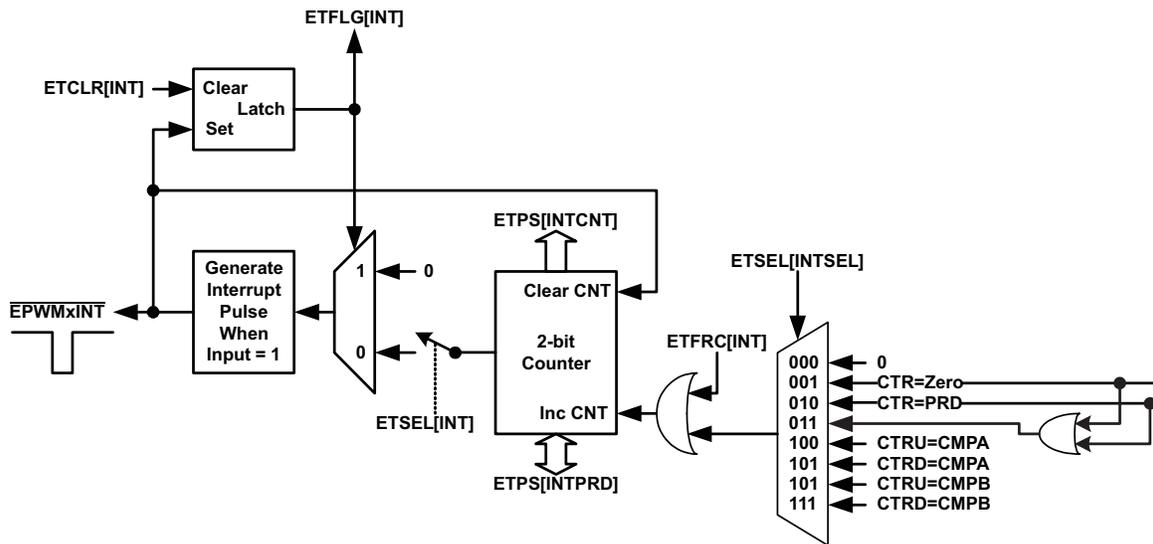 ETFLG[INT]
ETCLR[INT]
Clear
Latch
Set
ETPS[INTCNT]
ETSEL[INTSEL]
Generate
Interrupt
Pulse
When
Input = 1
1
0
0
EPWMxINT
Clear CNT
2-bit
Counter
Inc CNT
ETSEL[INT]
ETPS[INTPRD]
ETFRC[INT]
000
0
001
CTR=Zero
010
CTR=PRD
011
100
CTRU=CMPA
101
CTRD=CMPA
101
CTRU=CMPB
111
CTRD=CMPB